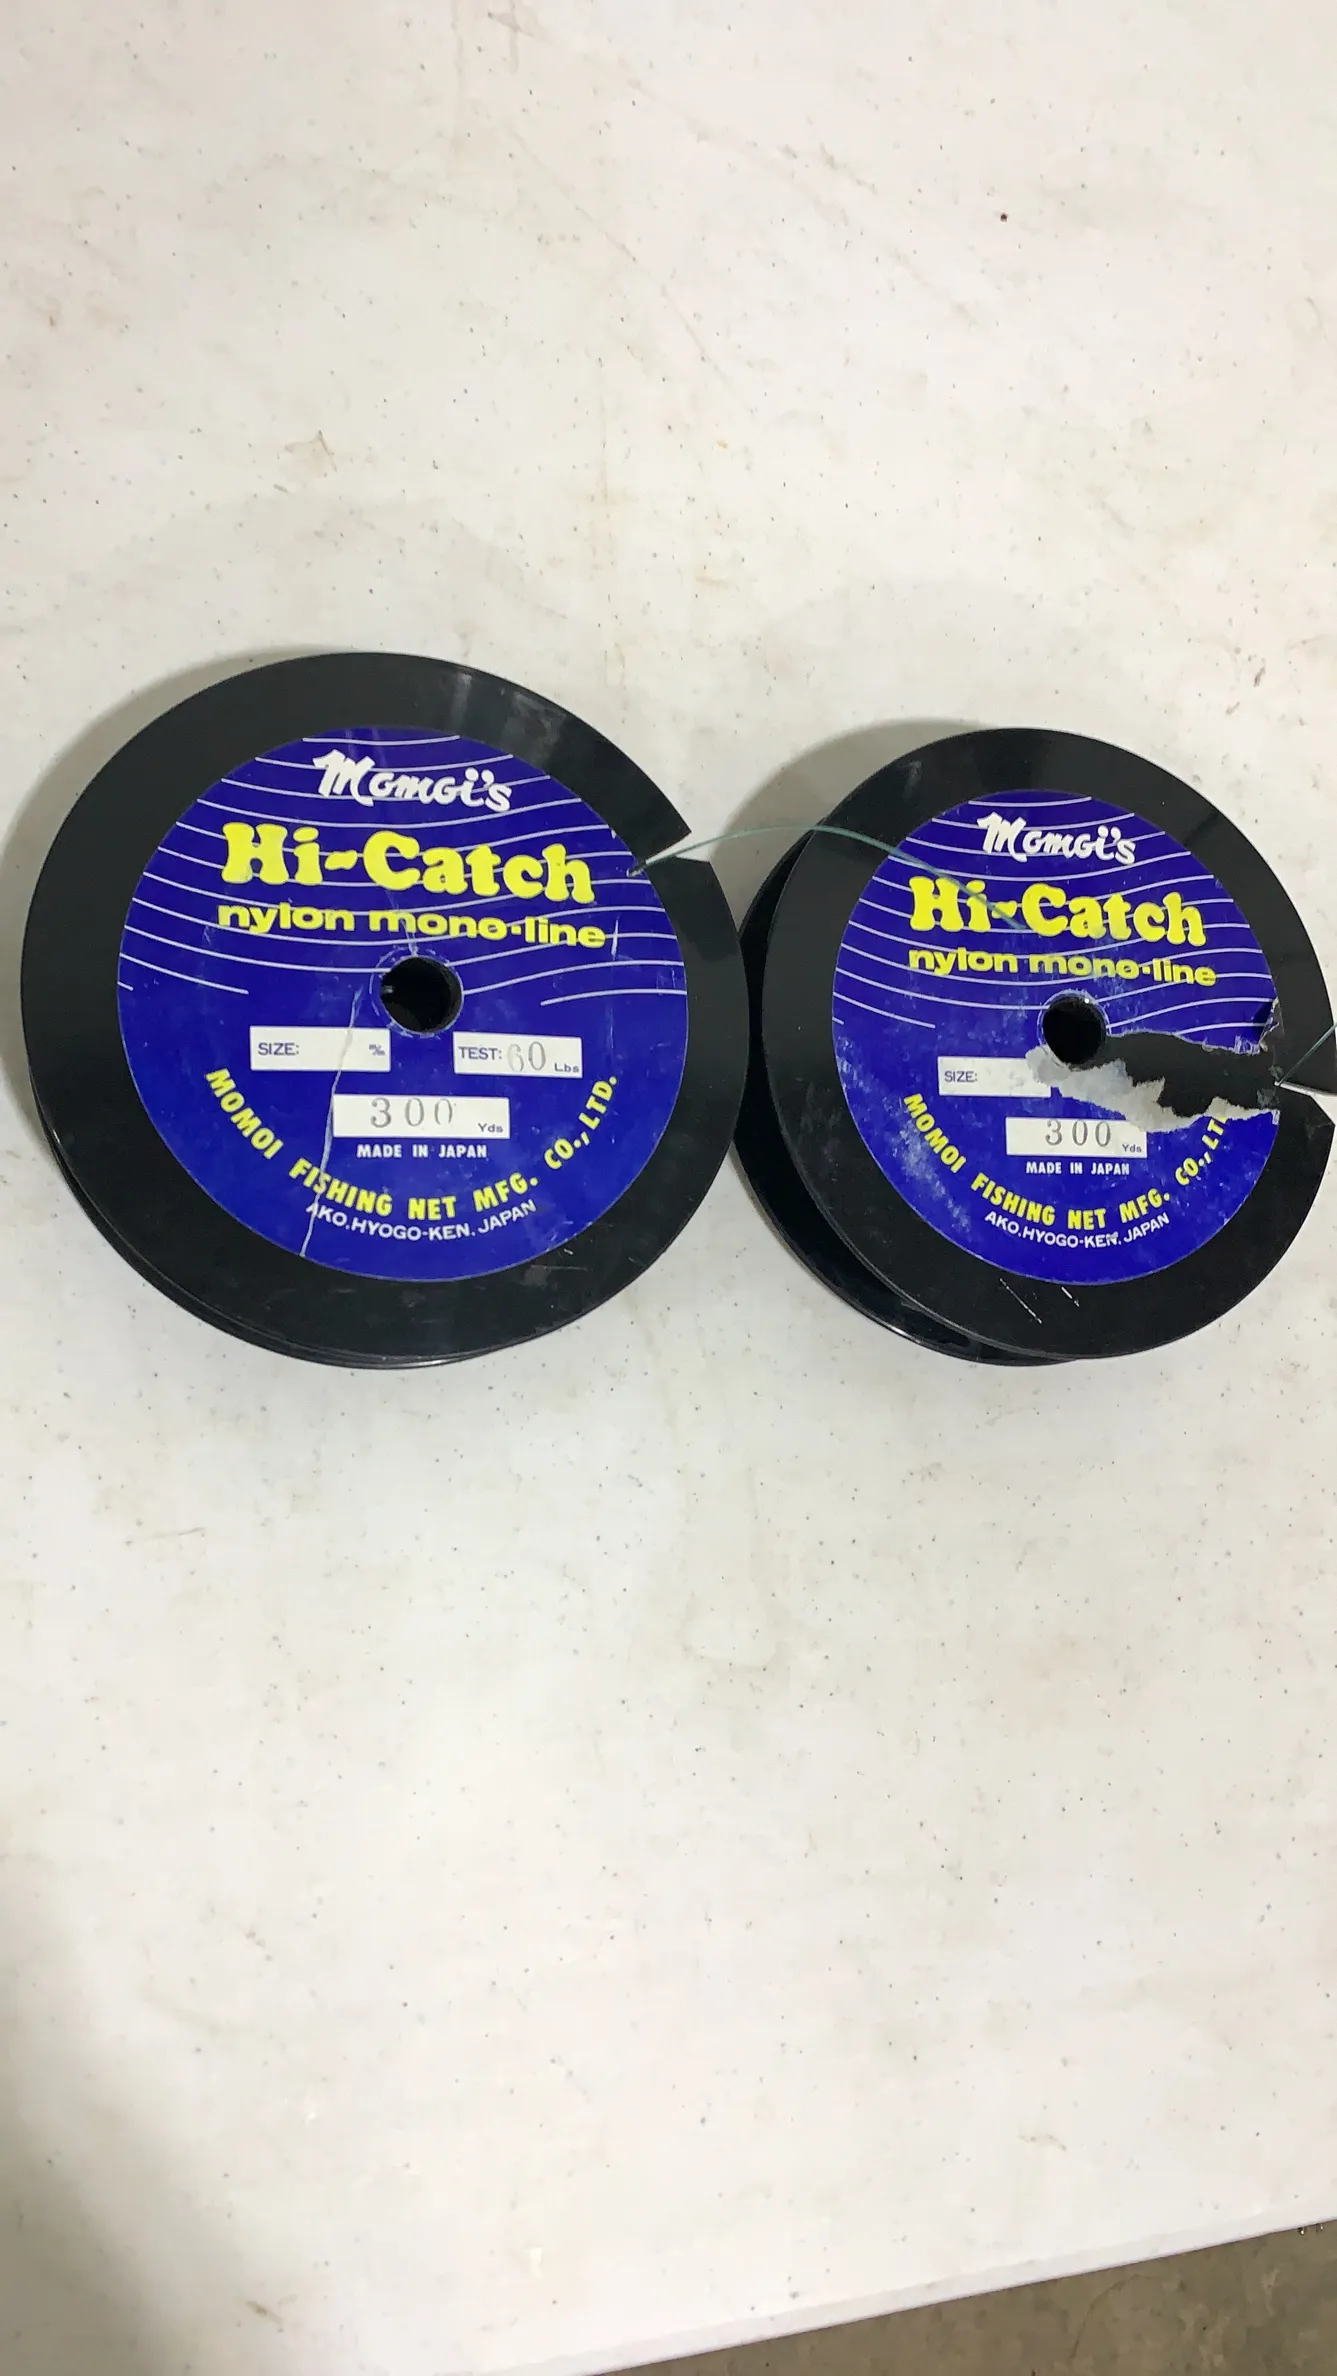 Momoi's
Hi-Catch
nylon mono-line
SIZE: m/m
TEST: 60 Lbs
300 Yds
MADE IN JAPAN
MOMOI FISHING NET MFG. CO., LTD.
AKO. HYOGO-KEN. JAPAN
Momoi's
Hi-Catch
nylon mono-line
SIZE:
300 Yds
MADE IN JAPAN
MOMOI FISHING NET MFG. CO., LT
AKO. HYOGO-KEN. JAPAN